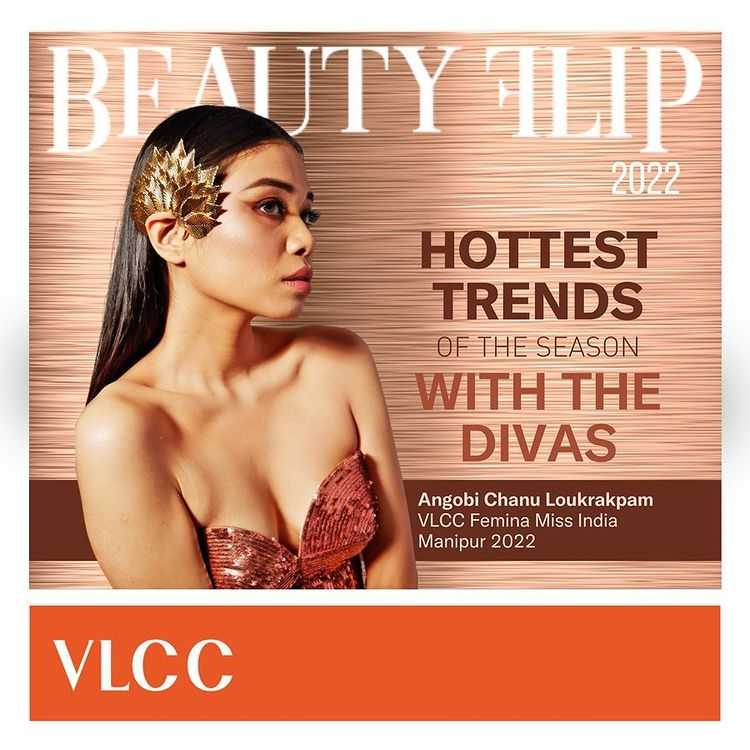 BEAUTY FLIP
2022
HOTTEST
TRENDS
OF THE SEASON
WITH THE
DIVAS
Angobi Chanu Loukrakpam
VLCC Femina Miss India
Manipur 2022
VLCC